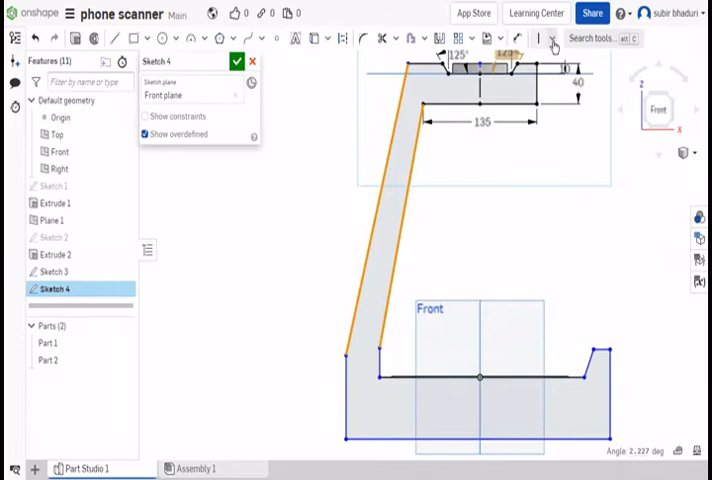 onshape phone scanner Main 0 0 0 App Store Learning Center Share subir bhaduri
Search tools... alt C
Features (11)
Filter by name or type
Default geometry
Origin
Top
Front
Right
Sketch 1
Extrude 1
Plane 1
Sketch 2
Extude 2
Sketch 3
Sketch 4
Parts (2)
Part 1
Part 2
Sketch 4
Sketch plane
Front plane
Show constraints
Show overdefined
125°
40
135
Front
Z
Front
X
Angle: 2.227 deg
Part Studio 1
Assembly 1